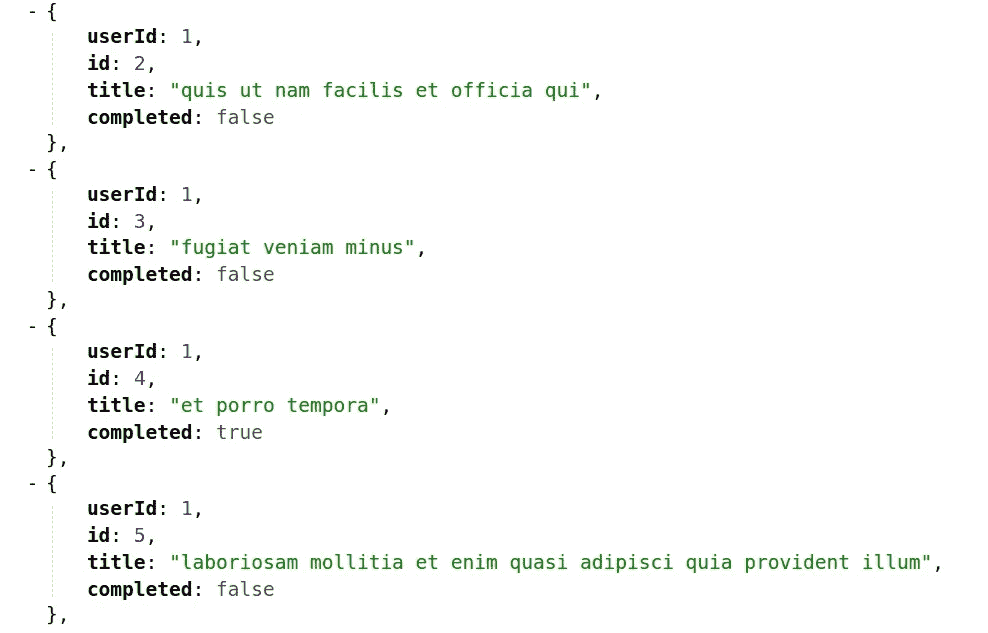 - {
userId: 1,
id: 2,
title: "quis ut nam facilis et officia qui",
completed: false
},
- {
userId: 1,
id: 3,
title: "fugiat veniam minus",
completed: false
},
- {
userId: 1,
id: 4,
title: "et porro tempora",
completed: true
},
- {
userId: 1,
id: 5,
title: "laboriosam mollitia et enim quasi adipisci quia provident illum",
completed: false
},